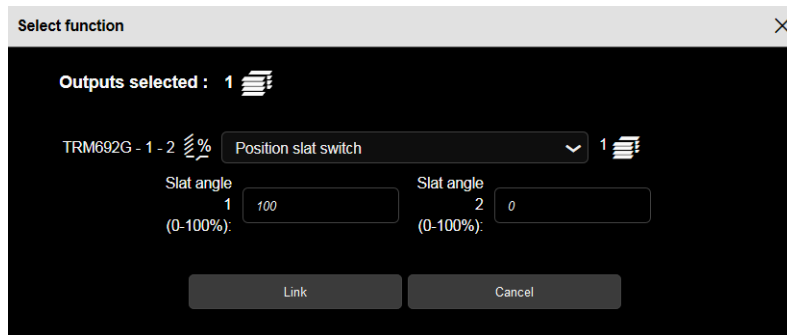 Select function
Outputs selected : 1
TRM692G - 1 - 2 % Position slat switch 1
Slat angle 1 (0-100%): 100 Slat angle 2 (0-100%): 0
Link Cancel